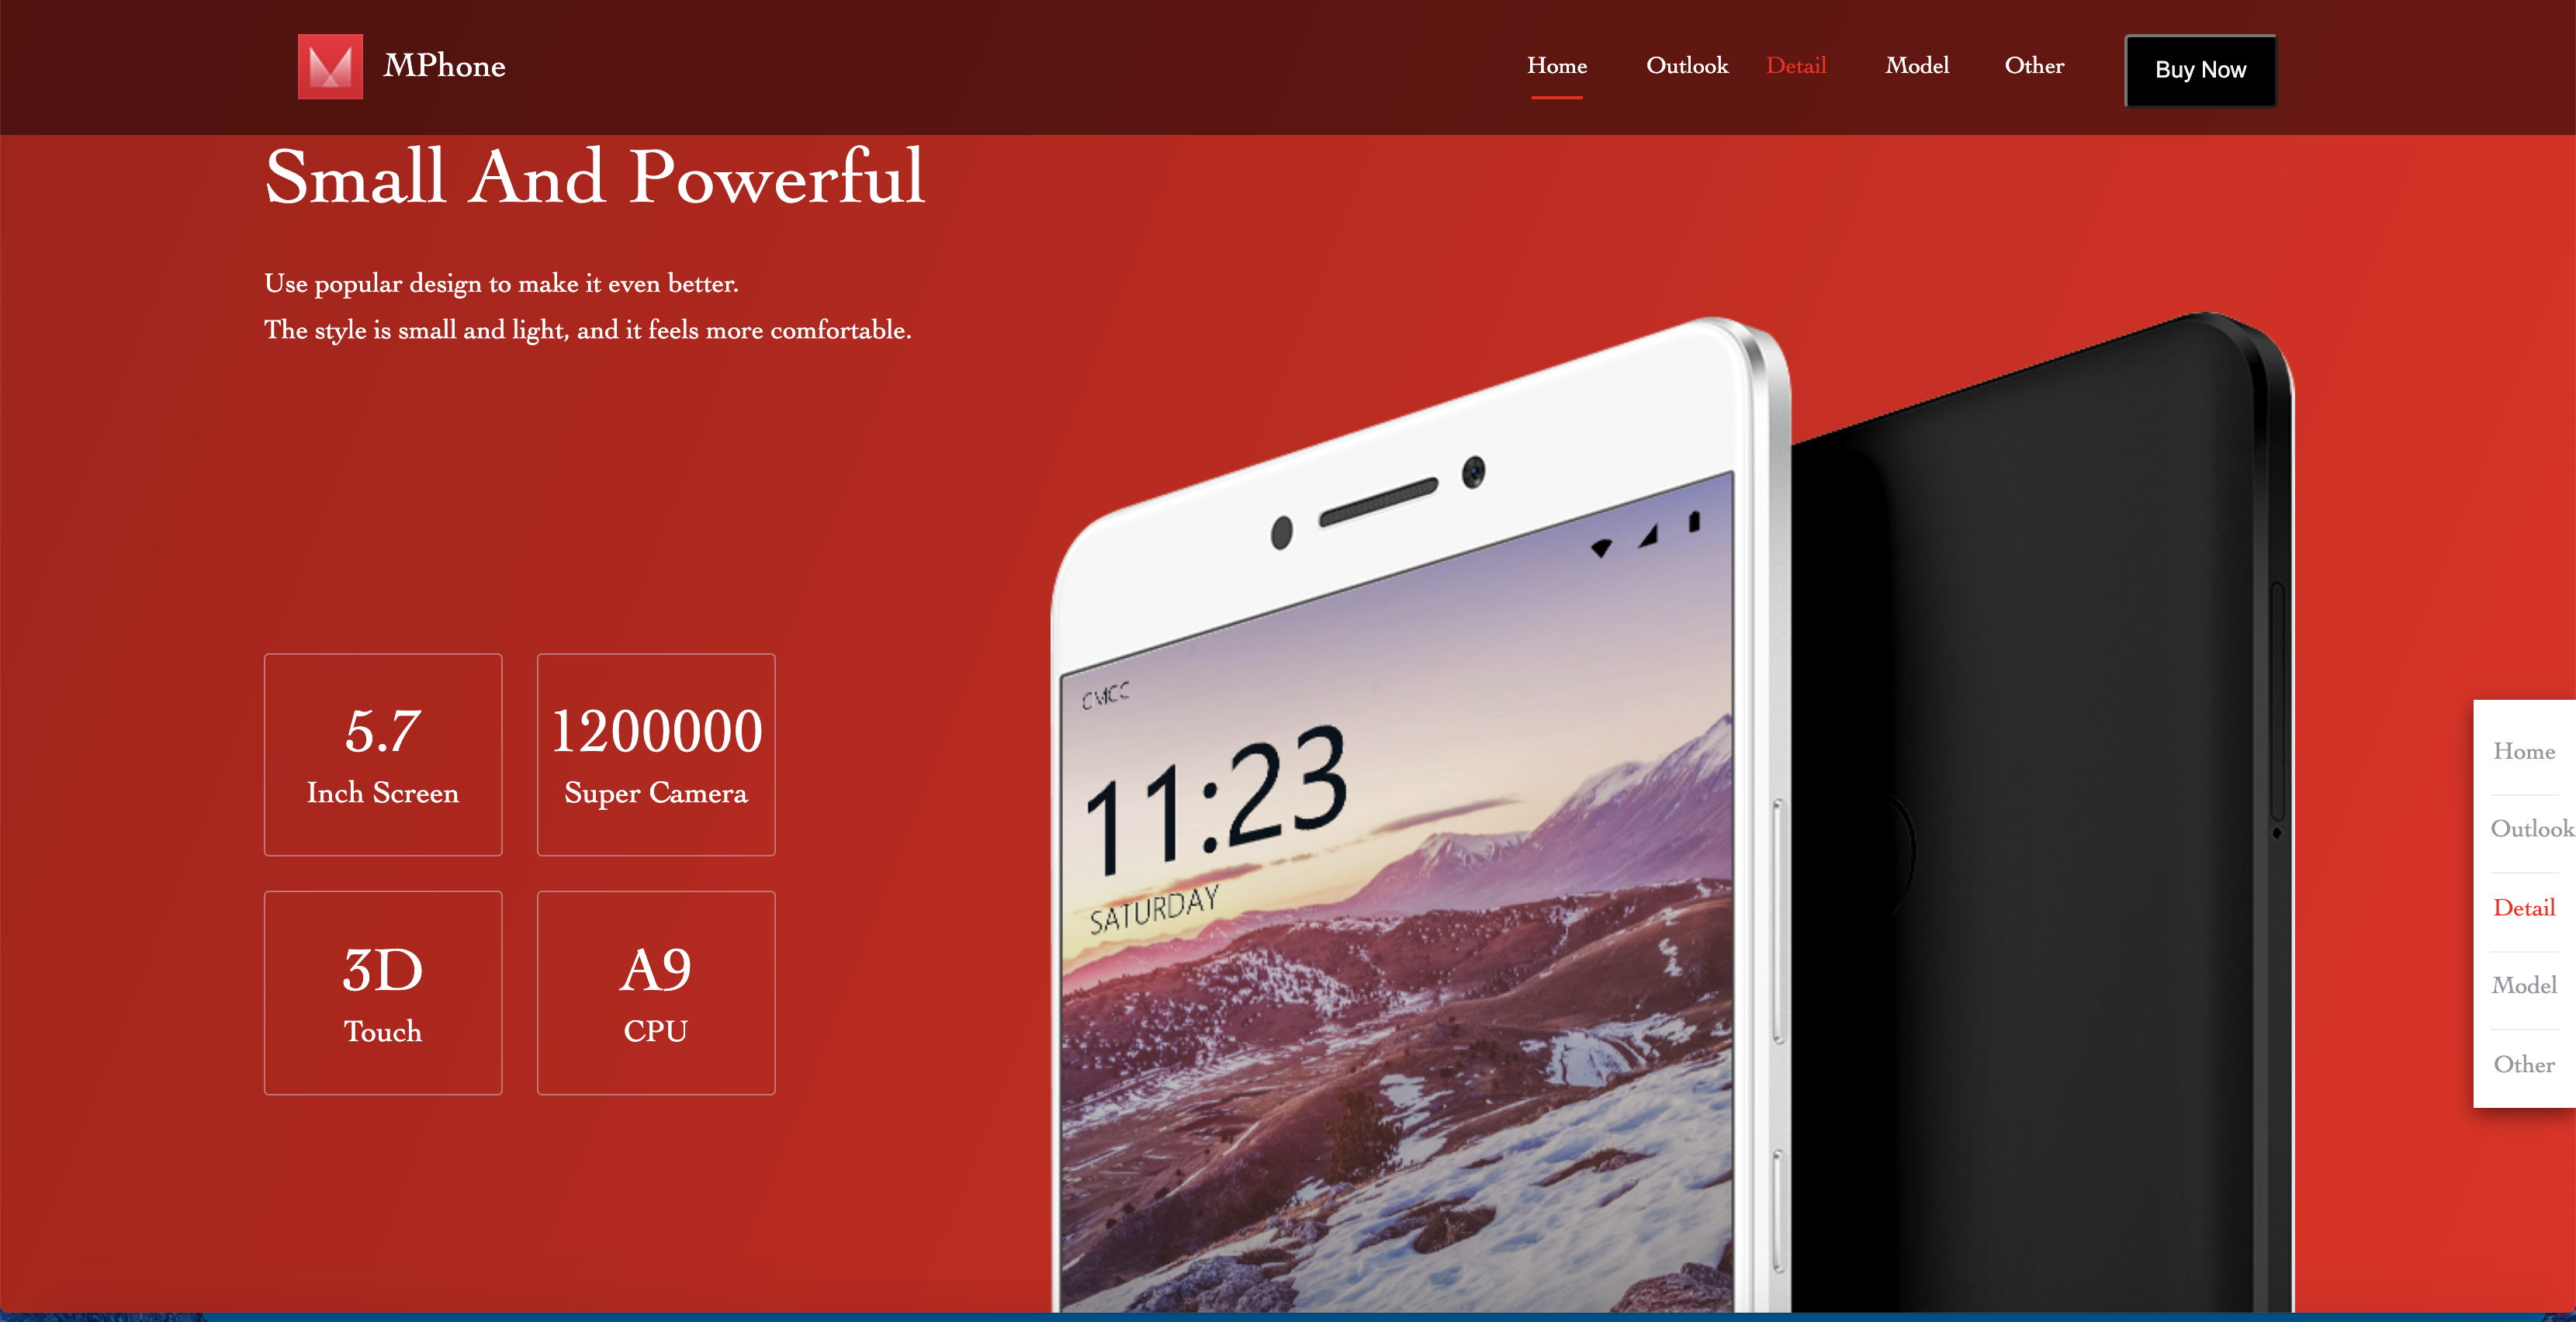 MPhone
Home Outlook Detail Model Other Buy Now
Small And Powerful
Use popular design to make it even better.
The style is small and light, and it feels more comfortable.
5.7
Inch Screen
1200000
Super Camera
3D
Touch
A9
CPU
CMCC
11:23
SATURDAY
Home
Outlook
Detail
Model
Other